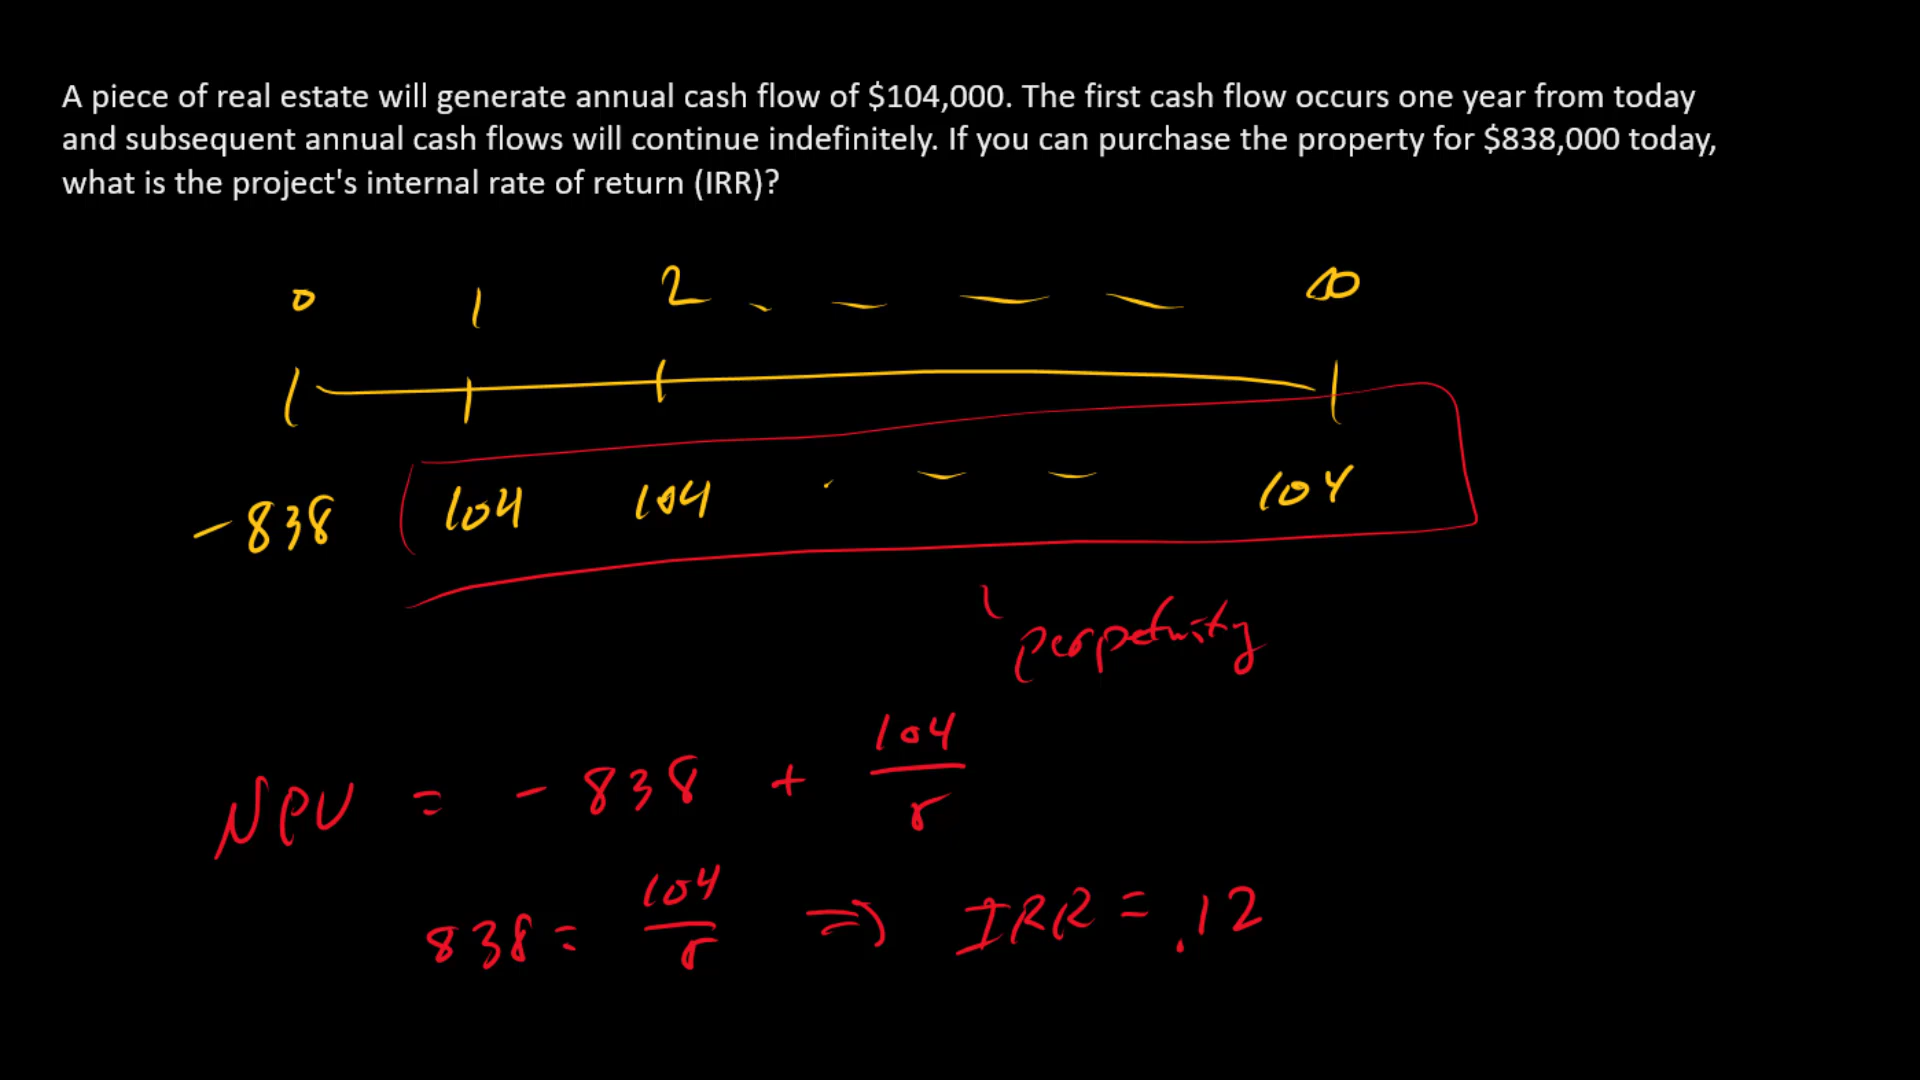 A piece of real estate will generate annual cash flow of $104,000. The first cash flow occurs one year from today
and subsequent annual cash flows will continue indefinitely. If you can purchase the property for $838,000 today,
what is the project's internal rate of return (IRR)?
0 1 2 - - - - ∞
-838 104 104 . - - 104
perpetuity
NPV = - 838 + 104/r
838 = 104/r ⇒ IRR = .12